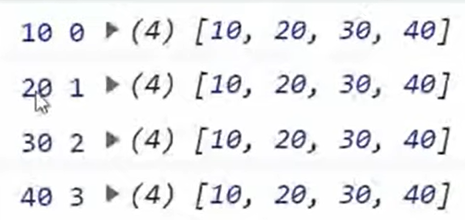 10 0 ▶ (4) [10, 20, 30, 40]
20 1 ▶ (4) [10, 20, 30, 40]
30 2 ▶ (4) [10, 20, 30, 40]
40 3 ▶ (4) [10, 20, 30, 40]